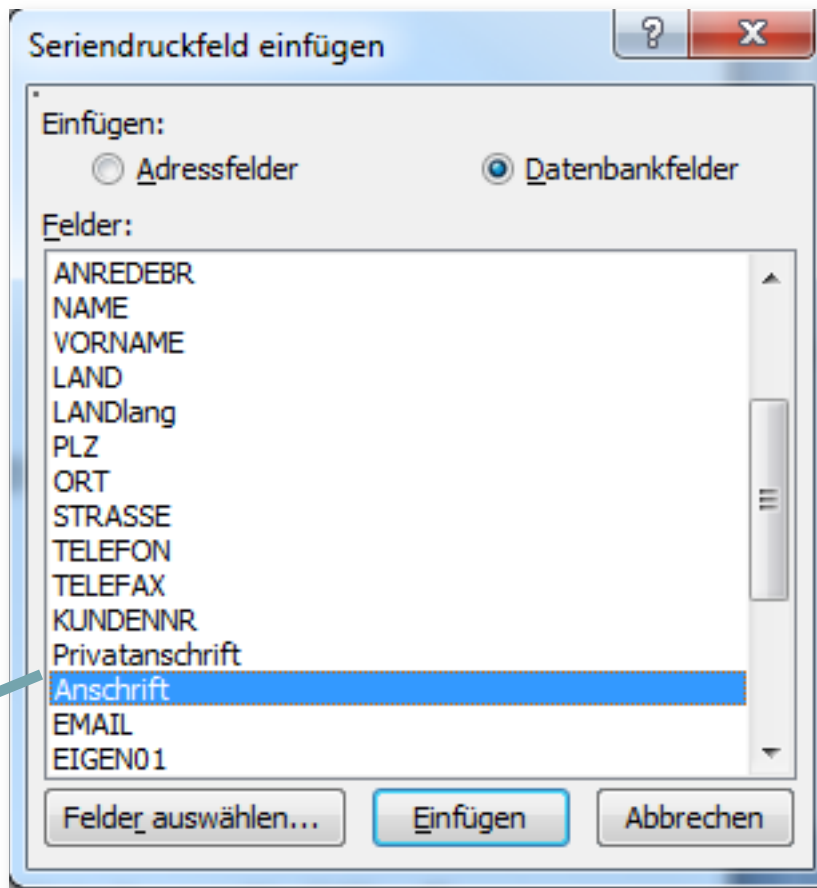 Seriendruckfeld einfügen
?
Einfügen:
Adressfelder Datenbankfelder
Felder:
ANREDEBR
NAME
VORNAME
LAND
LANDlang
PLZ
ORT
STRASSE
TELEFON
TELEFAX
KUNDENNR
Privatanschrift
Anschrift
EMAIL
EIGEN01
Felder auswählen... Einfügen Abbrechen